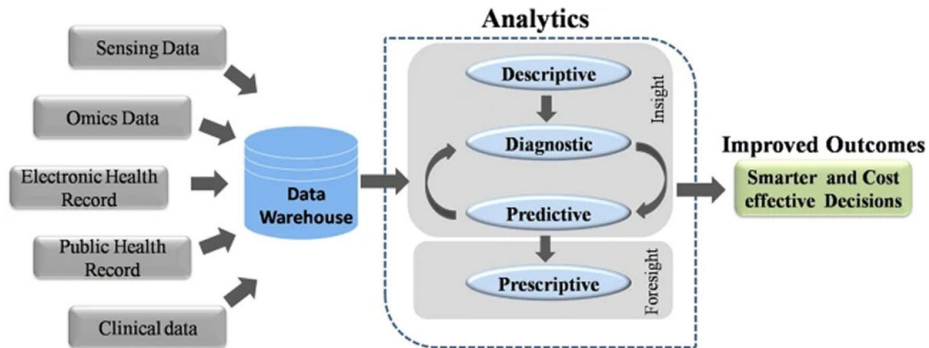 Analytics
Sensing Data
Omics Data
Electronic Health
Record
Public Health
Record
Clinical data
Data
Warehouse
Descriptive
Diagnostic
Predictive
Insight
Prescriptive
Foresight
Improved Outcomes
Smarter and Cost
effective Decisions